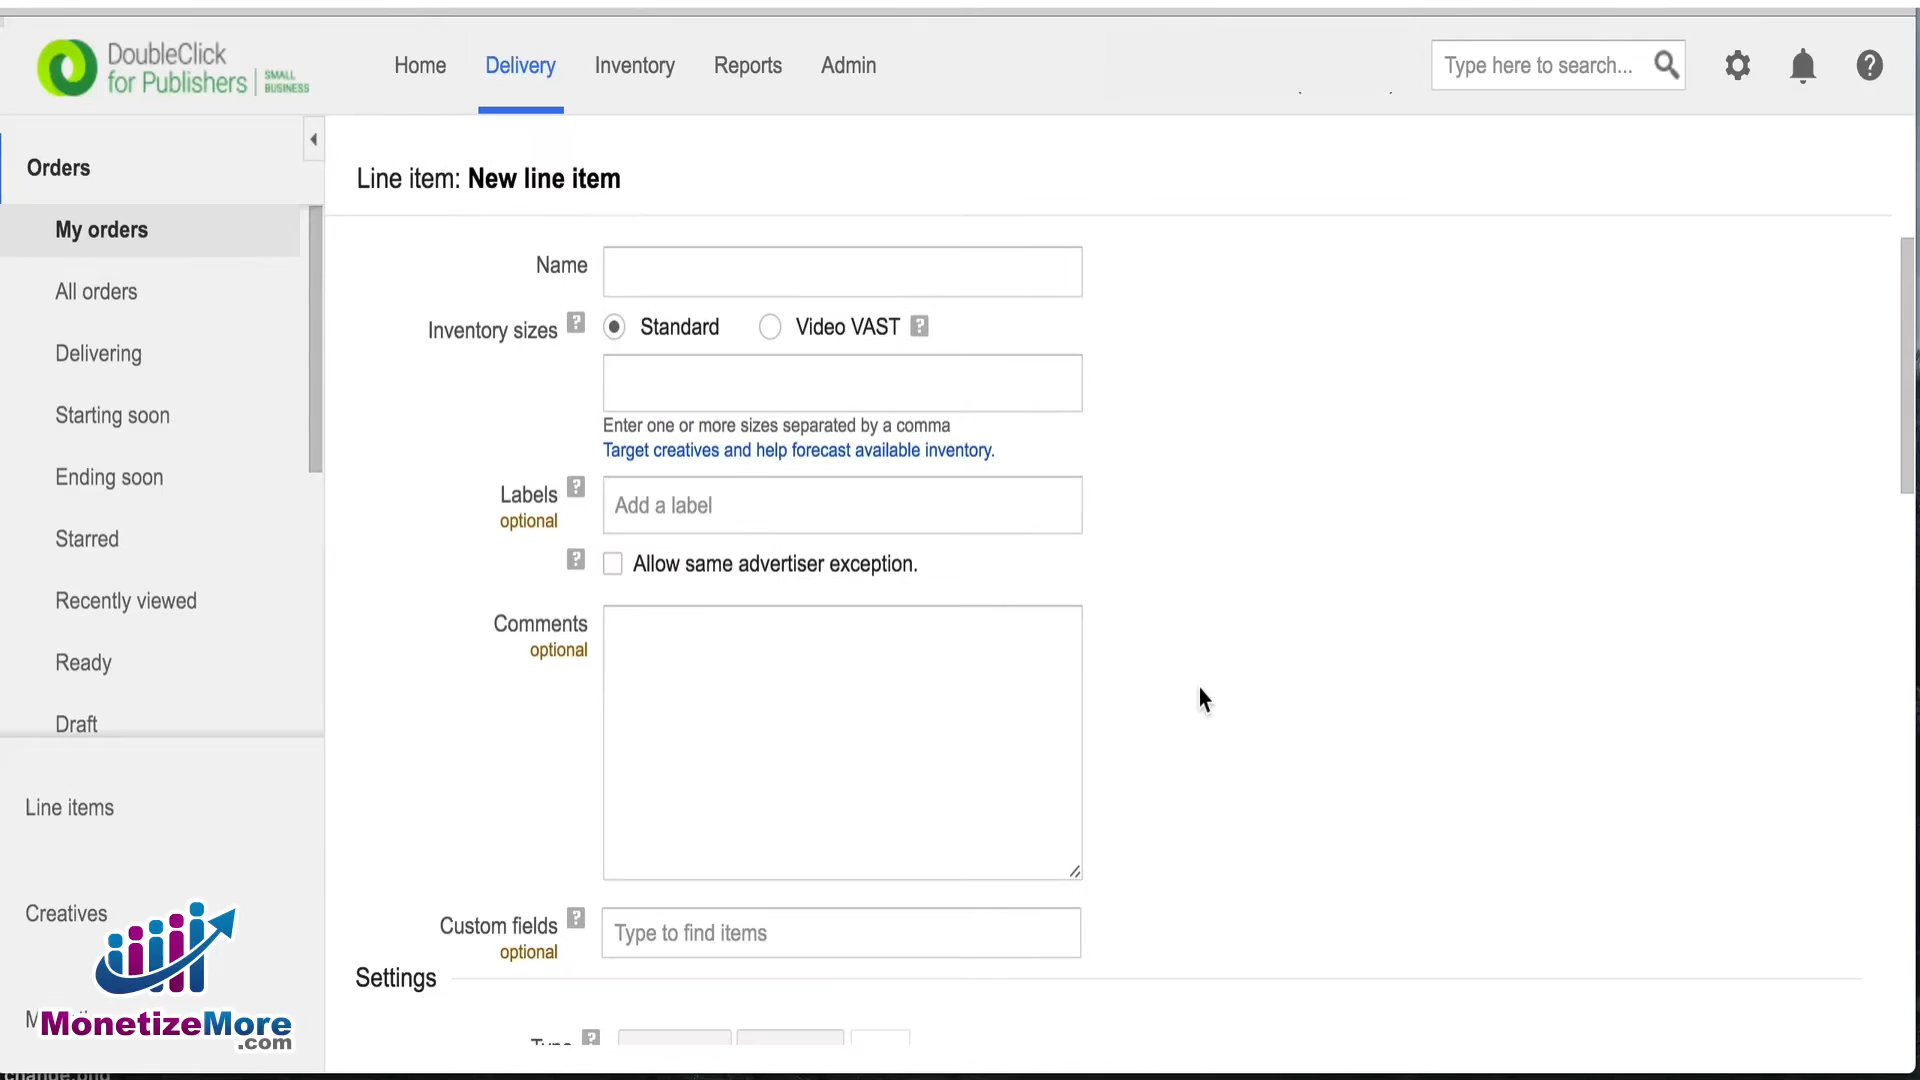 DoubleClick
for Publishers
SMALL
BUSINESS
Home Delivery Inventory Reports Admin
Type here to search...
Orders
My orders
All orders
Delivering
Starting soon
Ending soon
Starred
Recently viewed
Ready
Draft
Line items
Creatives
MonetizeMore
.com
Line item: New line item
Name
Inventory sizes ? Standard Video VAST ?
Enter one or more sizes separated by a comma
Target creatives and help forecast available inventory.
Labels ? Add a label
optional
? Allow same advertiser exception.
Comments
optional
Custom fields ? Type to find items
optional
Settings
Type ?